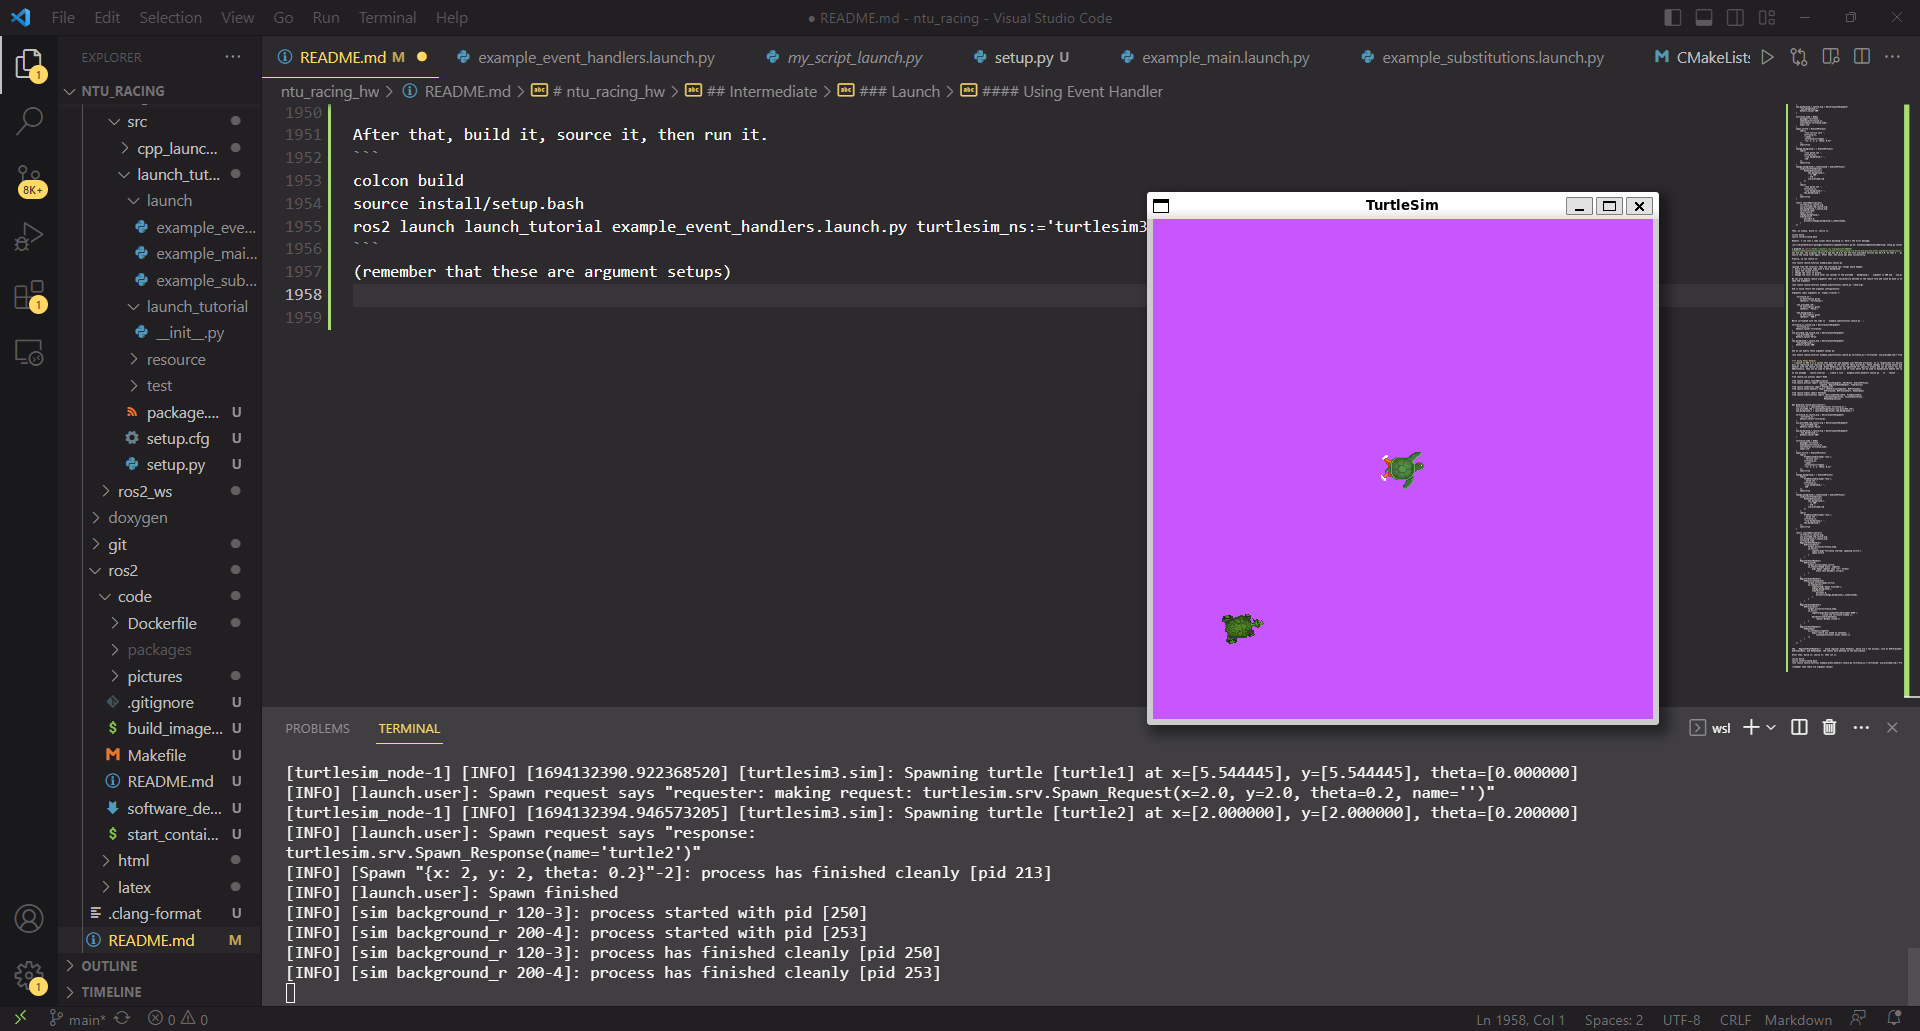 File Edit Selection View Go Run Terminal Help
● README.md - ntu_racing - Visual Studio Code
EXPLORER ···
README.md M ●
example_event_handlers.launch.py
my_script_launch.py
setup.py U
example_main.launch.py
example_substitutions.launch.py
CMakeLists
NTU_RACING
ntu_racing_hw > README.md > # ntu_racing_hw > ## Intermediate > ### Launch > #### Using Event Handler
src
cpp_launc...
launch_tut...
launch
example_eve...
example_mai...
example_sub...
launch_tutorial
__init__.py
resource
test
package.... U
setup.cfg U
setup.py U
ros2_ws
doxygen
git
ros2
code
Dockerfile
packages
pictures
.gitignore U
build_image... U
Makefile U
README.md U
software_de... U
start_contai... U
html
latex
.clang-format U
README.md M
OUTLINE
TIMELINE
1
8K+
1
1
1950
1951 After that, build it, source it, then run it.
1952 ```
1953 colcon build
1954 source install/setup.bash
1955 ros2 launch launch_tutorial example_event_handlers.launch.py turtlesim_ns:='turtlesim3
1956 ```
1957 (remember that these are argument setups)
1958
1959
TurtleSim
PROBLEMS TERMINAL
wsl
[turtlesim_node-1] [INFO] [1694132390.922368520] [turtlesim3.sim]: Spawning turtle [turtle1] at x=[5.544445], y=[5.544445], theta=[0.000000]
[INFO] [launch.user]: Spawn request says "requester: making request: turtlesim.srv.Spawn_Request(x=2.0, y=2.0, theta=0.2, name='')"
[turtlesim_node-1] [INFO] [1694132394.946573205] [turtlesim3.sim]: Spawning turtle [turtle2] at x=[2.000000], y=[2.000000], theta=[0.200000]
[INFO] [launch.user]: Spawn request says "response:
turtlesim.srv.Spawn_Response(name='turtle2')"
[INFO] [Spawn "{x: 2, y: 2, theta: 0.2}"-2]: process has finished cleanly [pid 213]
[INFO] [launch.user]: Spawn finished
[INFO] [sim background_r 120-3]: process started with pid [250]
[INFO] [sim background_r 200-4]: process started with pid [253]
[INFO] [sim background_r 120-3]: process has finished cleanly [pid 250]
[INFO] [sim background_r 200-4]: process has finished cleanly [pid 253]
main* 0 0
Ln 1958, Col 1 Spaces: 2 UTF-8 CRLF Markdown